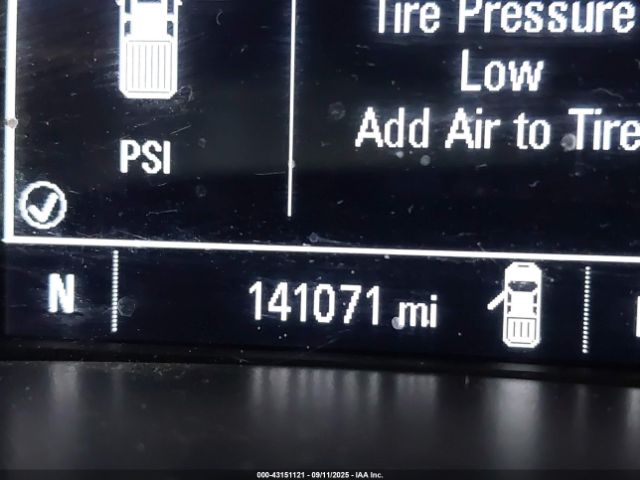 Tire Pressure
Low
Add Air to Tire
PSI
N
141071 mi
000-43151121 - 09/11/2025 - IAA Inc.